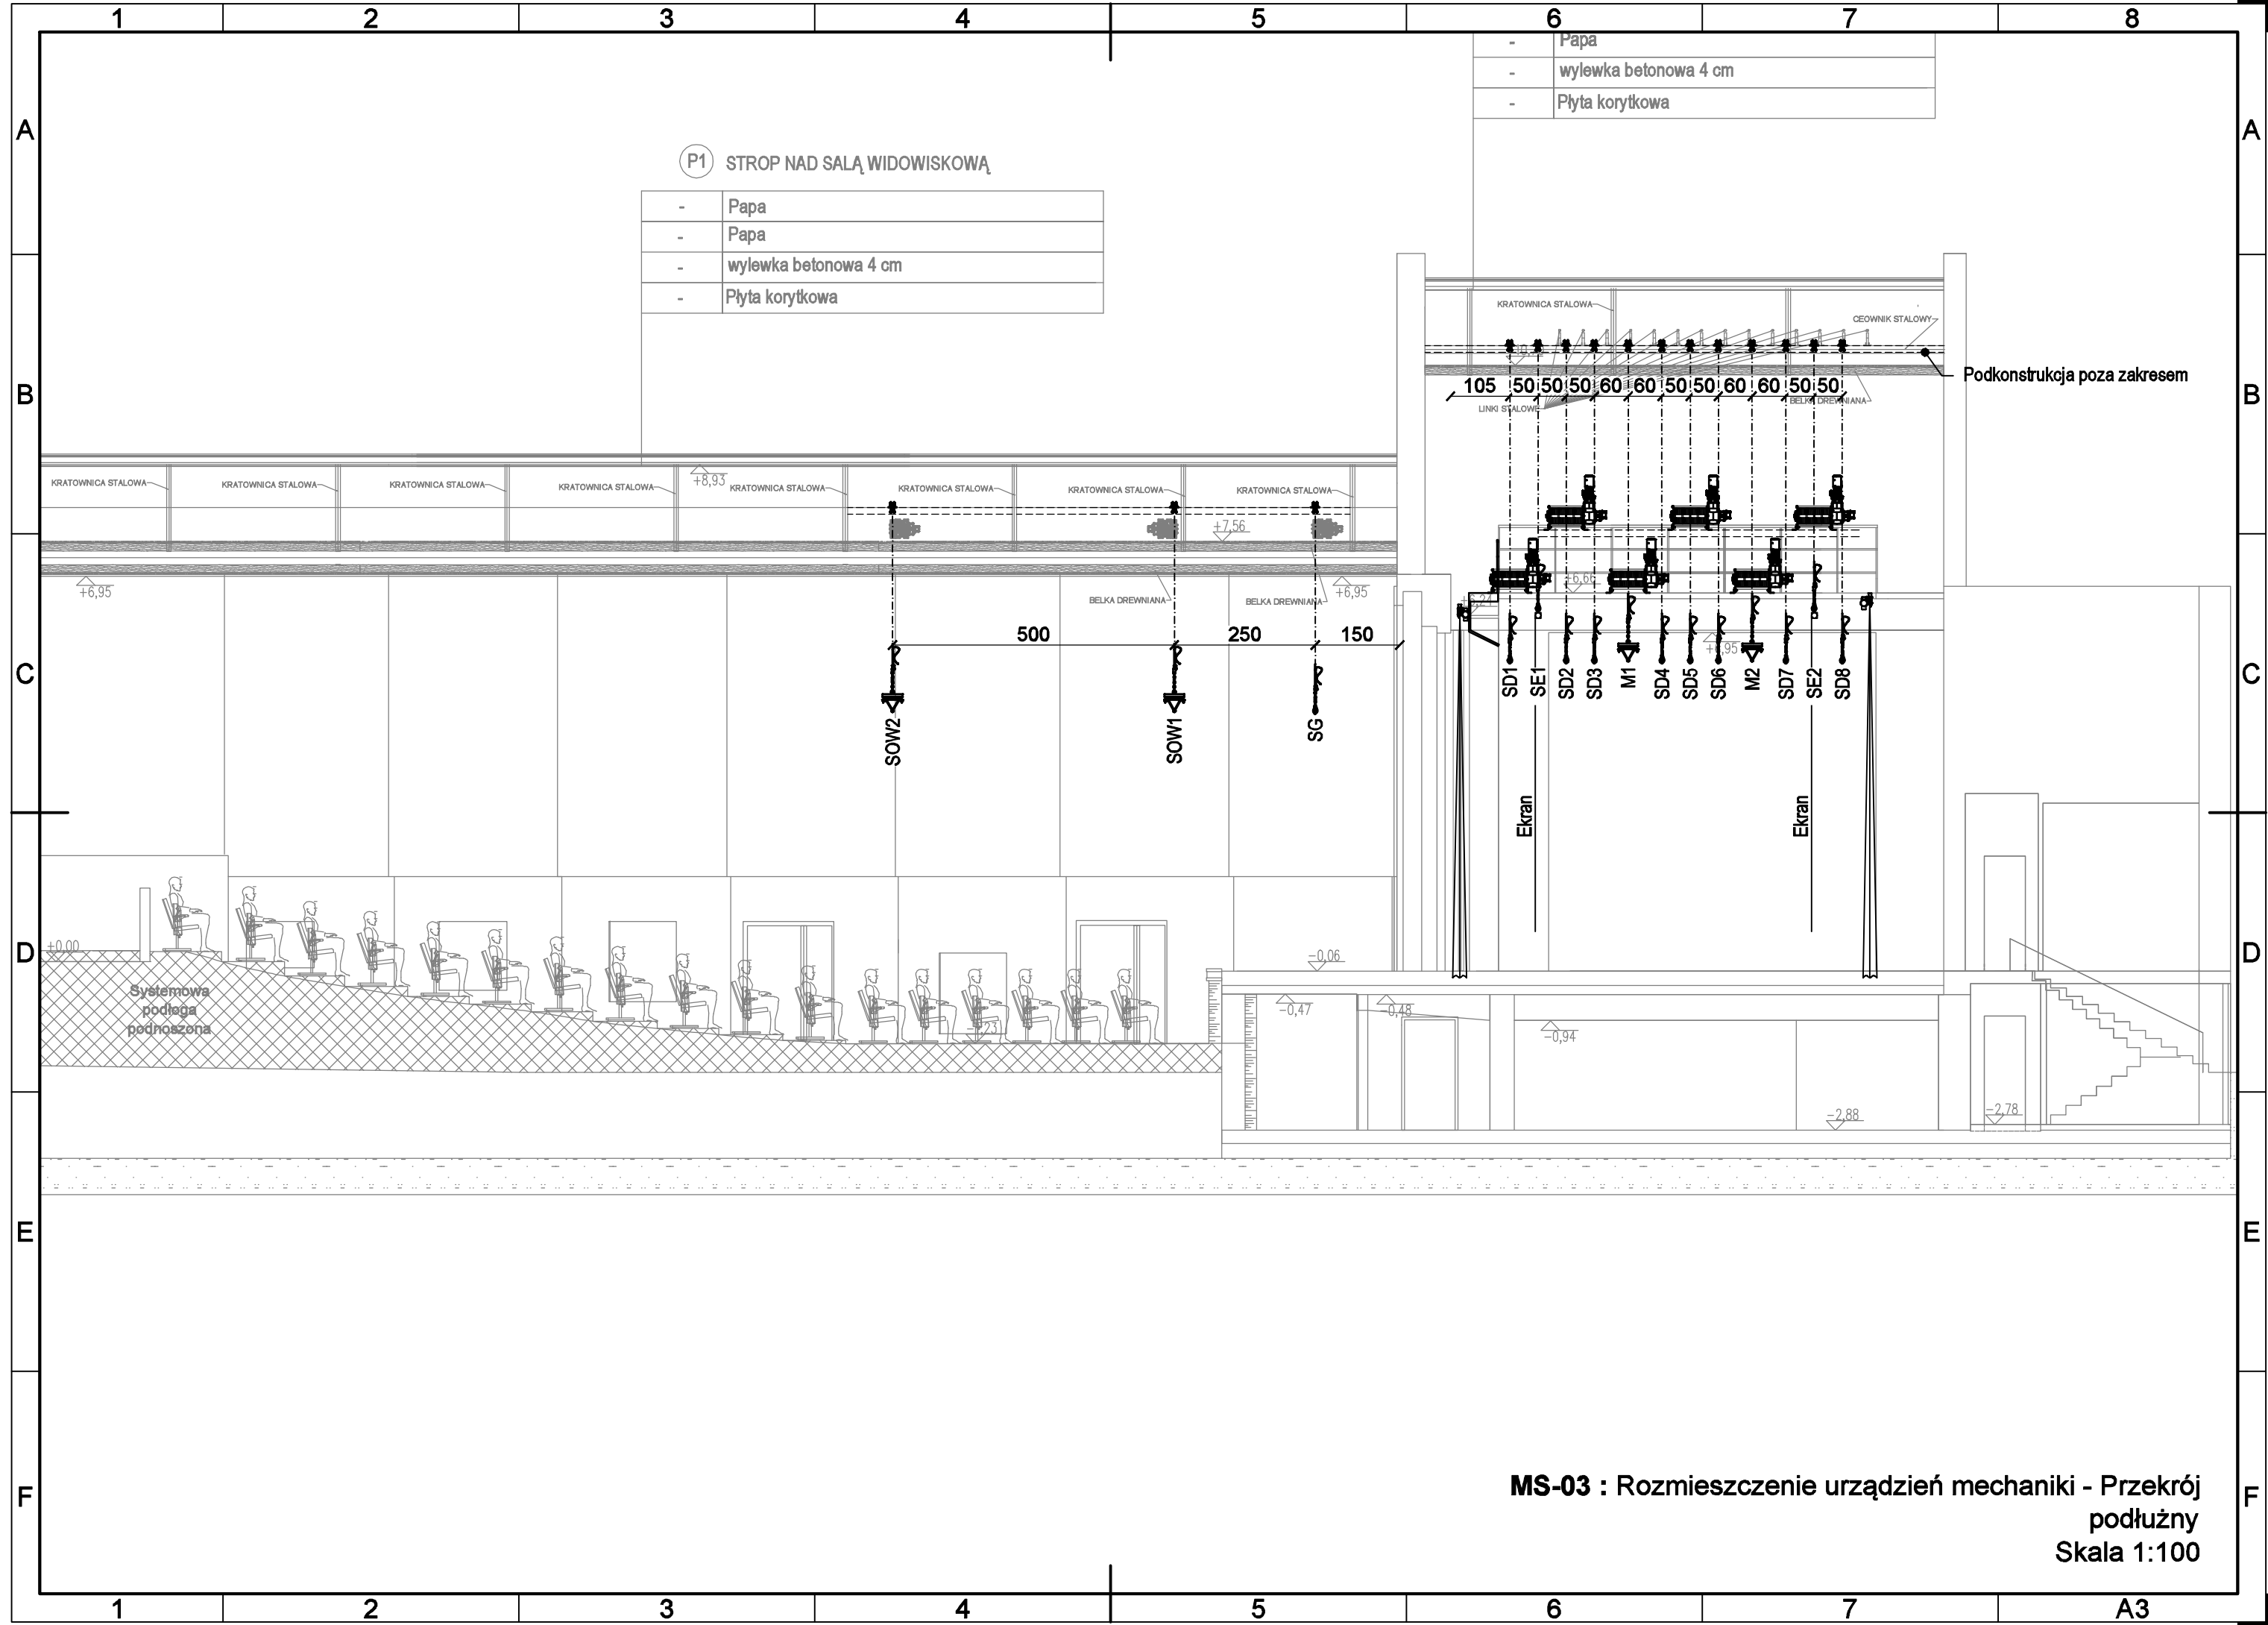 1 2 3 4 5 6 7 8
- Papa
- wylewka betonowa 4 cm
- Płyta korytkowa
A A
P1 STROP NAD SALĄ WIDOWISKOWĄ
- Papa
- Papa
- wylewka betonowa 4 cm
- Płyta korytkowa
KRATOWNICA STALOWA
CEOWNIK STALOWY
Podkonstrukcja poza zakresem
105 50 50 50 60 60 50 50 60 60 50 50
B B
LINKI STALOWE
BELKA DREWNIANA
KRATOWNICA STALOWA KRATOWNICA STALOWA KRATOWNICA STALOWA KRATOWNICA STALOWA KRATOWNICA STALOWA KRATOWNICA STALOWA KRATOWNICA STALOWA KRATOWNICA STALOWA
+8,93
+7,56
+6,95
+6,66
+6,95
BELKA DREWNIANA
BELKA DREWNIANA
500 250 150
C C
SOW2 SOW1 SG SD1 SE1 SD2 SD3 M1 SD4 SD5 SD6 M2 SD7 SE2 SD8
Ekran Ekran
+0,00
-0,06
D D
Systemowa
podłoga
podnoszona
-0,47
-0,48
-0,94
-2,88
-2,78
E E
F F
MS-03 : Rozmieszczenie urządzień mechaniki - Przekrój
podłużny
Skala 1:100
1 2 3 4 5 6 7 A3